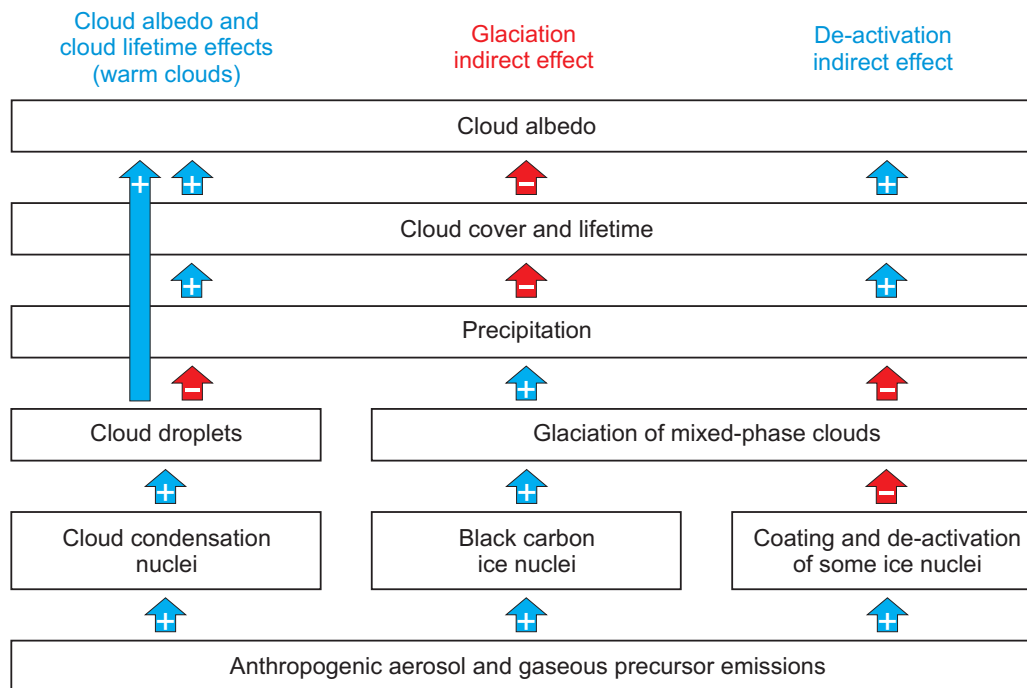 Cloud albedo and
cloud lifetime effects
(warm clouds)
Glaciation
indirect effect
De-activation
indirect effect
Cloud albedo
+
+
−
+
Cloud cover and lifetime
+
−
+
Precipitation
−
+
−
Cloud droplets
Glaciation of mixed-phase clouds
+
+
−
Cloud condensation
nuclei
Black carbon
ice nuclei
Coating and de-activation
of some ice nuclei
+
+
+
Anthropogenic aerosol and gaseous precursor emissions